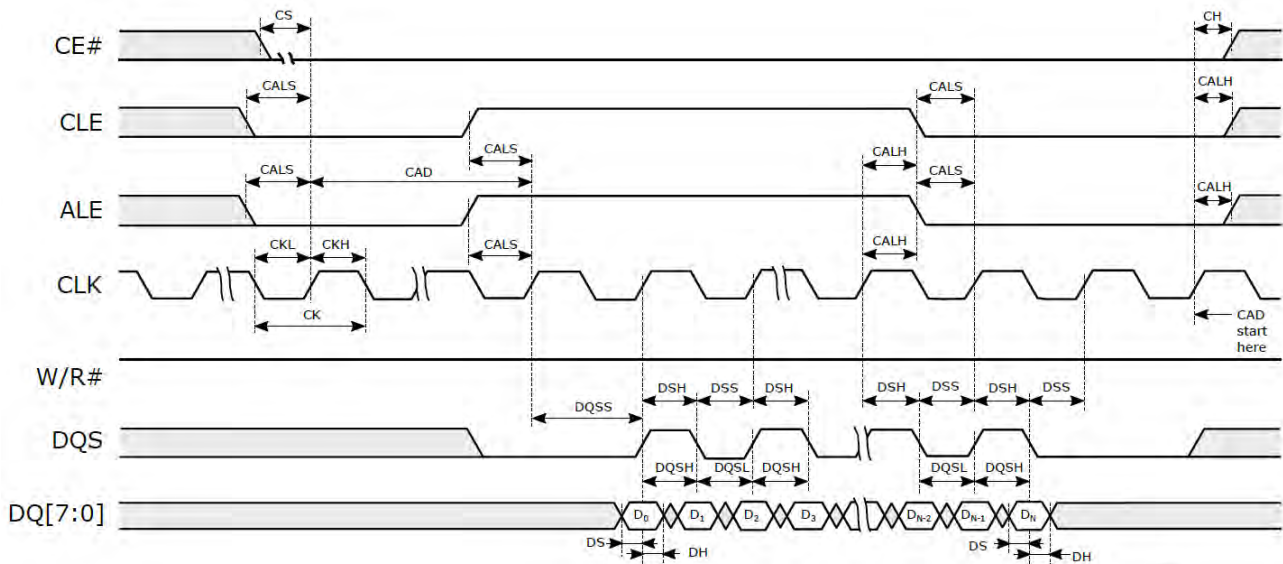 CS CH
CE#
CALS CALS CALH
CLE
CALS CALH
CALS CAD CALS CALH
ALE
CKL CKH CALS CALH
CLK
CK CAD
start
here
W/R#
DSH DSS DSH DSH DSS DSH DSS
DQSS
DQS
DQSH DQSL DQSH DQSL DQSH
DQ[7:0] D0 D1 D2 D3 DN-2 DN-1 DN
DS DH DS DH